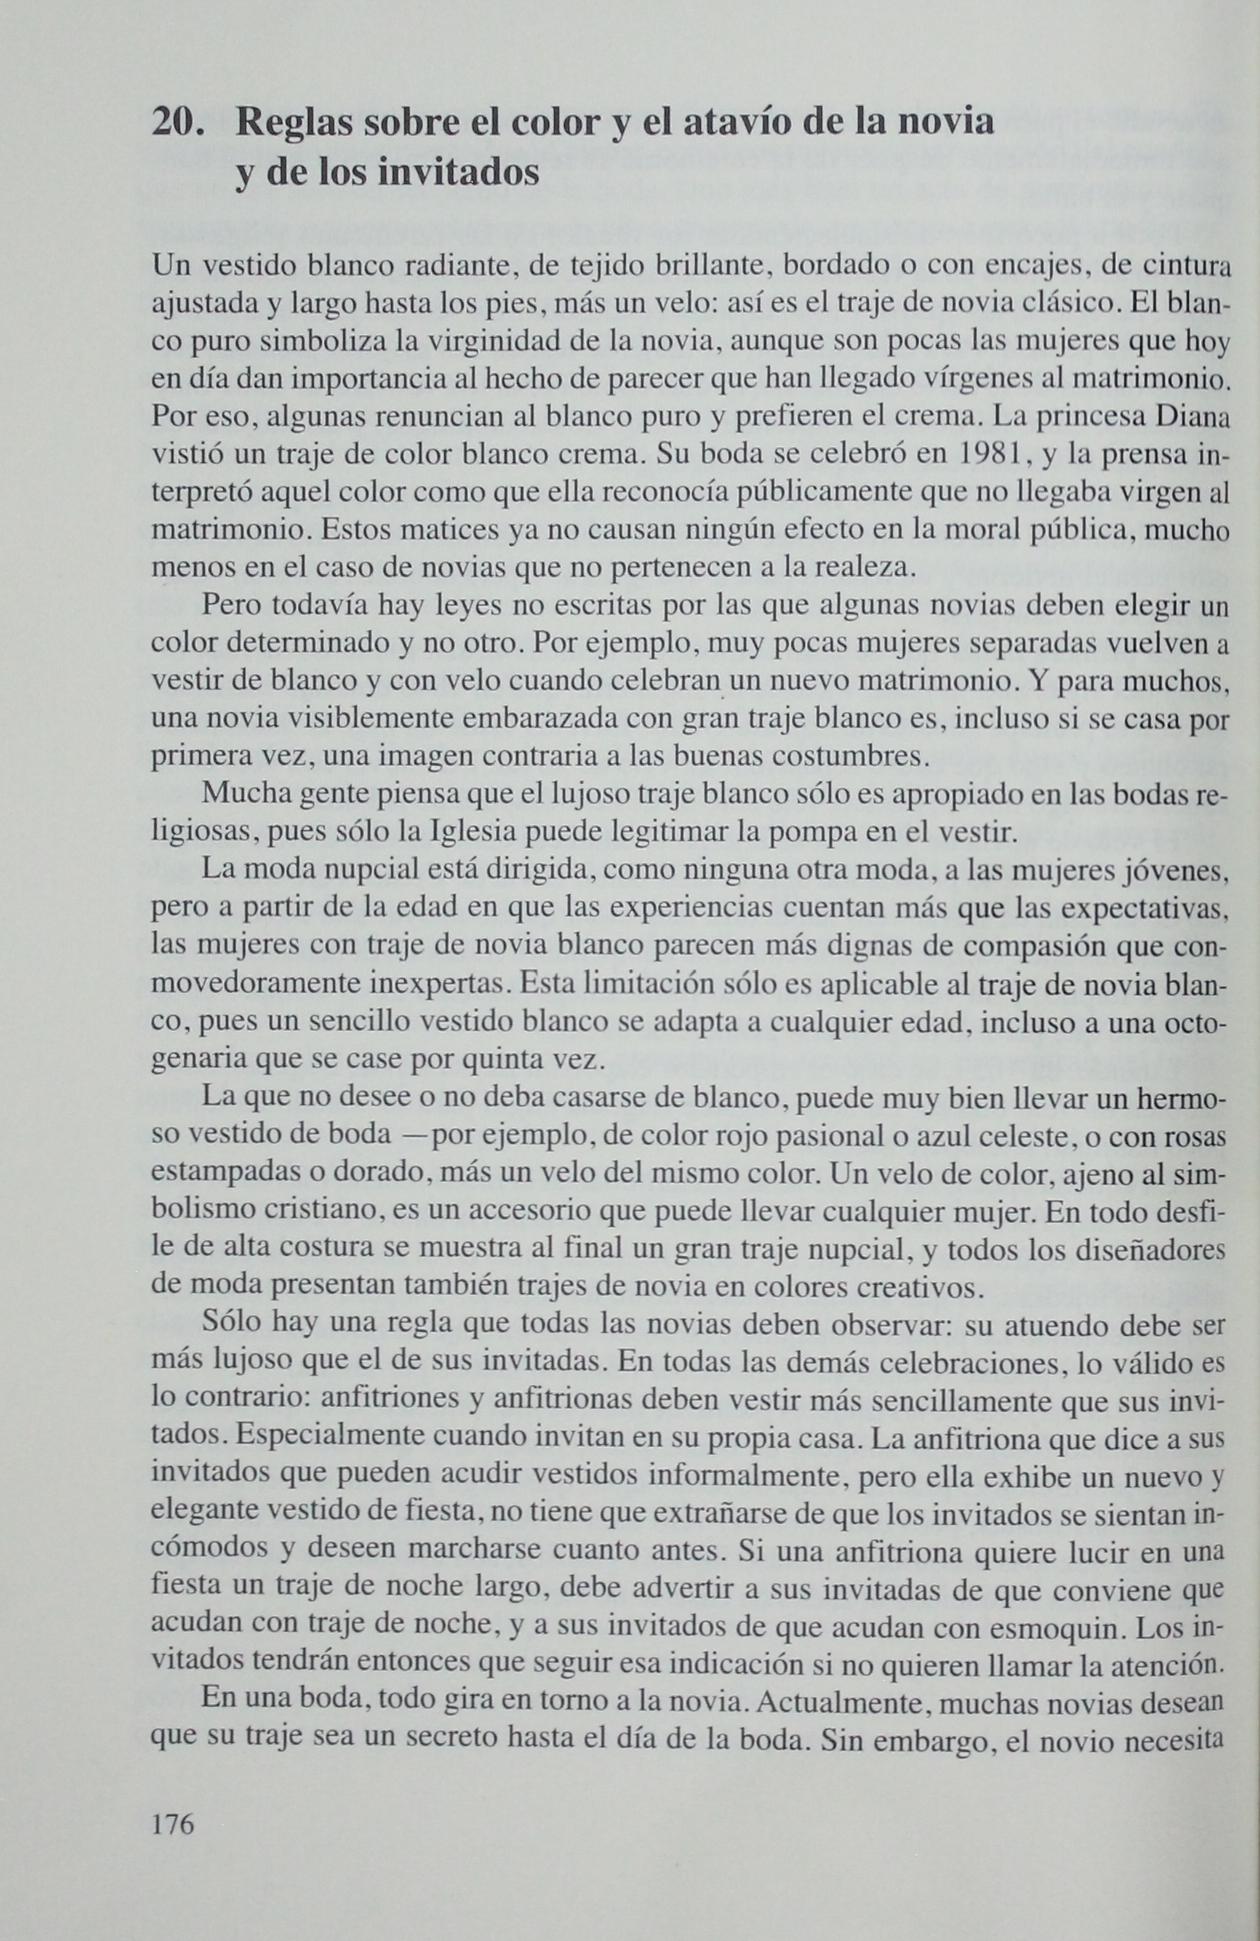 20. Reglas sobre el color y el atavío de la novia
y de los invitados
Un vestido blanco radiante, de tejido brillante, bordado o con encajes, de cintura
ajustada y largo hasta los pies, más un velo: así es el traje de novia clásico. El blan-
co puro simboliza la virginidad de la novia, aunque son pocas las mujeres que hoy
en día dan importancia al hecho de parecer que han llegado vírgenes al matrimonio.
Por eso, algunas renuncian al blanco puro y prefieren el crema. La princesa Diana
vistió un traje de color blanco crema. Su boda se celebró en 1981, y la prensa in-
terpretó aquel color como que ella reconocía públicamente que no llegaba virgen al
matrimonio. Estos matices ya no causan ningún efecto en la moral pública, mucho
menos en el caso de novias que no pertenecen a la realeza.
Pero todavía hay leyes no escritas por las que algunas novias deben elegir un
color determinado y no otro. Por ejemplo, muy pocas mujeres separadas vuelven a
vestir de blanco y con velo cuando celebran un nuevo matrimonio. Y para muchos,
una novia visiblemente embarazada con gran traje blanco es, incluso si se casa por
primera vez, una imagen contraria a las buenas costumbres.
Mucha gente piensa que el lujoso traje blanco sólo es apropiado en las bodas re-
ligiosas, pues sólo la Iglesia puede legitimar la pompa en el vestir.
La moda nupcial está dirigida, como ninguna otra moda, a las mujeres jóvenes,
pero a partir de la edad en que las experiencias cuentan más que las expectativas,
las mujeres con traje de novia blanco parecen más dignas de compasión que con-
movedoramente inexpertas. Esta limitación sólo es aplicable al traje de novia blan-
co, pues un sencillo vestido blanco se adapta a cualquier edad, incluso a una octo-
genaria que se case por quinta vez.
La que no desee o no deba casarse de blanco, puede muy bien llevar un hermo-
so vestido de boda —por ejemplo, de color rojo pasional o azul celeste, o con rosas
estampadas o dorado, más un velo del mismo color. Un velo de color, ajeno al sim-
bolismo cristiano, es un accesorio que puede llevar cualquier mujer. En todo desfi-
le de alta costura se muestra al final un gran traje nupcial, y todos los diseñadores
de moda presentan también trajes de novia en colores creativos.
Sólo hay una regla que todas las novias deben observar: su atuendo debe ser
más lujoso que el de sus invitadas. En todas las demás celebraciones, lo válido es
lo contrario: anfitriones y anfitrionas deben vestir más sencillamente que sus invi-
tados. Especialmente cuando invitan en su propia casa. La anfitriona que dice a sus
invitados que pueden acudir vestidos informalmente, pero ella exhibe un nuevo y
elegante vestido de fiesta, no tiene que extrañarse de que los invitados se sientan in-
cómodos y deseen marcharse cuanto antes. Si una anfitriona quiere lucir en una
fiesta un traje de noche largo, debe advertir a sus invitadas de que conviene que
acudan con traje de noche, y a sus invitados de que acudan con esmoquin. Los in-
vitados tendrán entonces que seguir esa indicación si no quieren llamar la atención.
En una boda, todo gira en torno a la novia. Actualmente, muchas novias desean
que su traje sea un secreto hasta el día de la boda. Sin embargo, el novio necesita
176